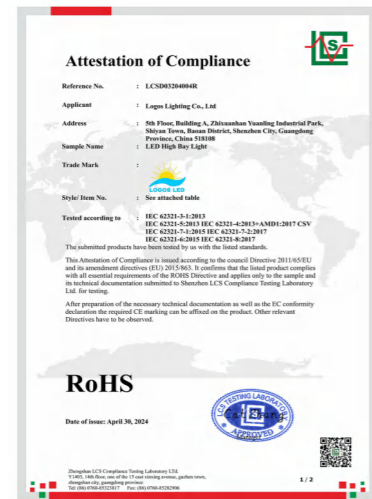 LCS
Attestation of Compliance
Reference No. : LCSD03204004R
Applicant : Logos Lighting Co., Ltd
Address : 5th Floor, Building A, Zhixuanhan Yuanling Industrial Park,
Shiyan Town, Baoan District, Shenzhen City, Guangdong
Province, China 518108
Sample Name : LED High Bay Light
Trade Mark :
LOGOS LED
Style/ Item No. : See attached table
Tested according to : IEC 62321-3-1:2013
IEC 62321-5:2013 IEC 62321-4:2013+AMD1:2017 CSV
IEC 62321-7-1:2015 IEC 62321-7-2:2017
IEC 62321-6:2015 IEC 62321-8:2017
The submitted products have been tested by us with the listed standards.
This Attestation of Compliance is issued according to the council Directive 2011/65/EU
and its amendment directives (EU) 2015/863. It confirms that the listed product complies
with all essential requirements of the ROHS Directive and applies only to the sample and
its technical documentation submitted to Shenzhen LCS Compliance Testing Laboratory
Ltd. for testing.
After preparation of the necessary technical documentation as well as the EC conformity
declaration the required CE marking can be affixed on the product. Other relevant
Directives have to be observed.
RoHS
LCS TESTING LABORATORY
APPROVED
Date of issue: April 30, 2024
Zhongshan LCS Compliance Testing Laboratory LTD.
1 / 2